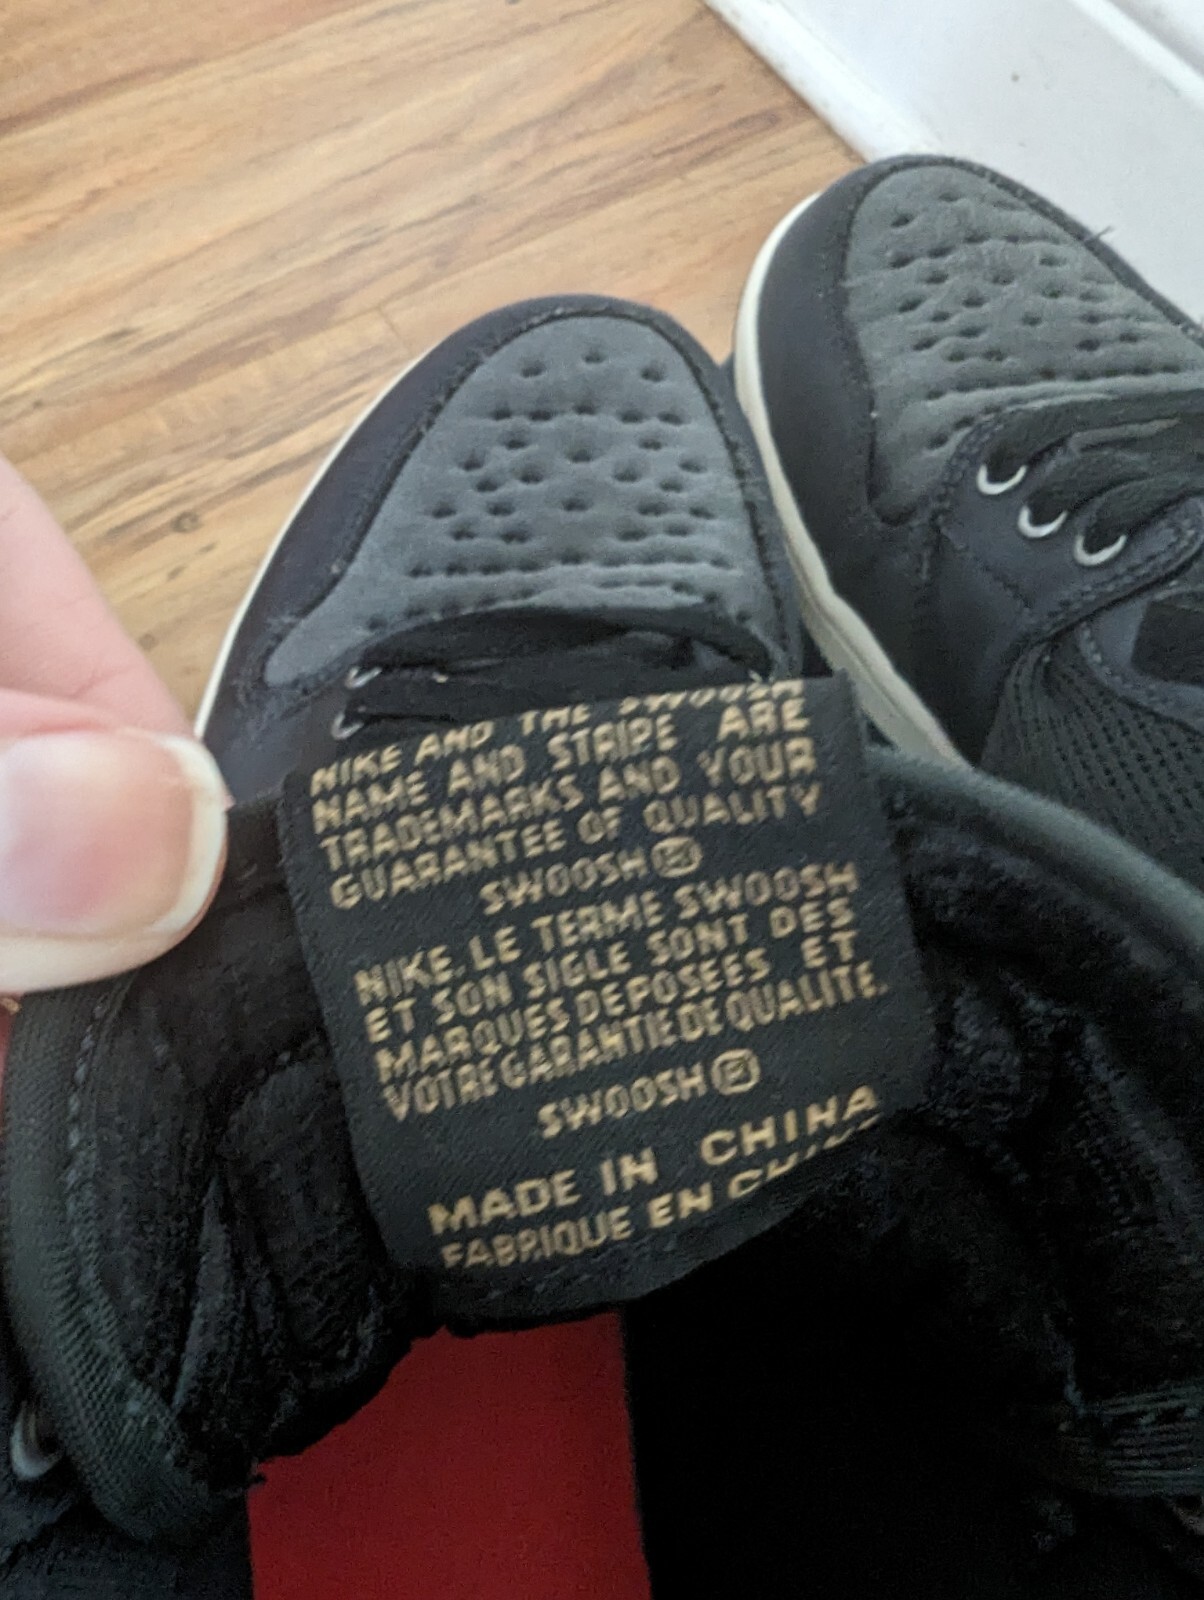 NIKE AND THE SWOOSH
NAME AND STRIPE ARE
TRADEMARKS AND YOUR
GUARANTEE OF QUALITY
SWOOSH ®
NIKE, LE TERME SWOOSH
ET SON SIGLE SONT DES
MARQUES DEPOSEES ET
VOTRE GARANTIE DE QUALITE.
SWOOSH ®
MADE IN CHINA
FABRIQUE EN CHINE